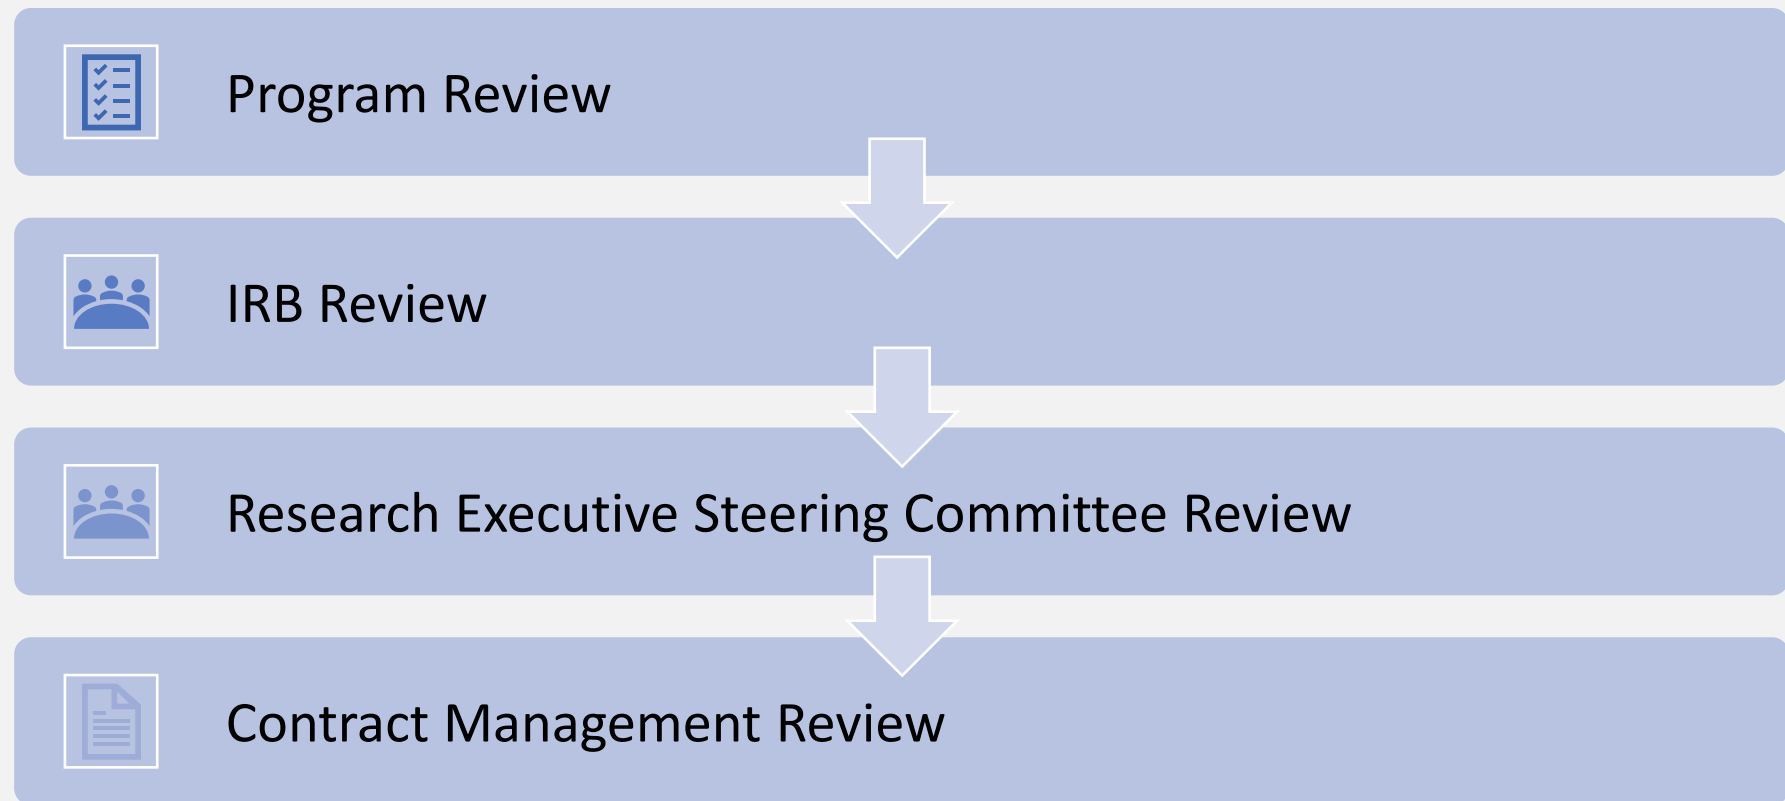 Program Review
IRB Review
Research Executive Steering Committee Review
Contract Management Review